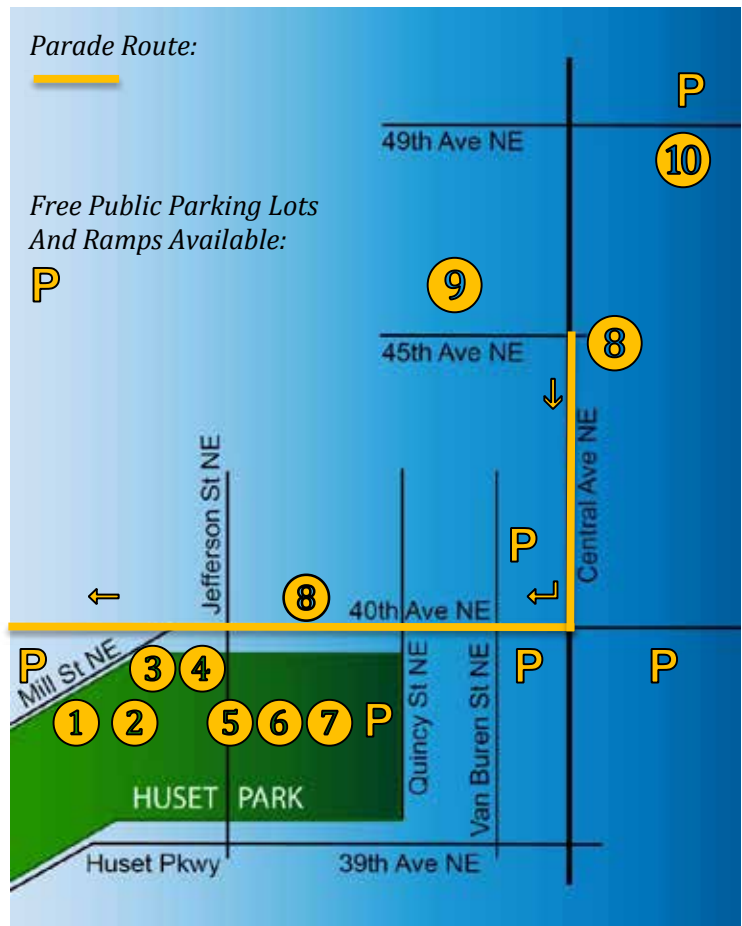 Parade Route:
P
49th Ave NE
10
Free Public Parking Lots
And Ramps Available:
P
9
45th Ave NE
8
↓
Jefferson St NE
Central Ave NE
P
←
8
40th Ave NE
↵
P
Mill St NE
3
4
Quincy St NE
Van Buren St NE
P
P
1
2
5
6
7
P
HUSET PARK
Huset Pkwy
39th Ave NE